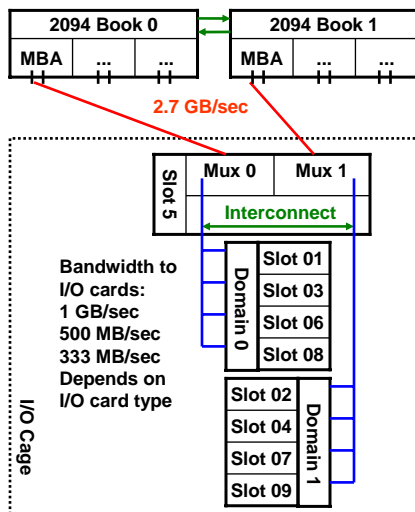 2094 Book 0
2094 Book 1
MBA
...
...
MBA
...
...
2.7 GB/sec
Slot 5
Mux 0
Mux 1
Interconnect
Bandwidth to
I/O cards:
1 GB/sec
500 MB/sec
333 MB/sec
Depends on
I/O card type
Domain 0
Slot 01
Slot 03
Slot 06
Slot 08
Slot 02
Slot 04
Slot 07
Slot 09
Domain 1
I/O Cage